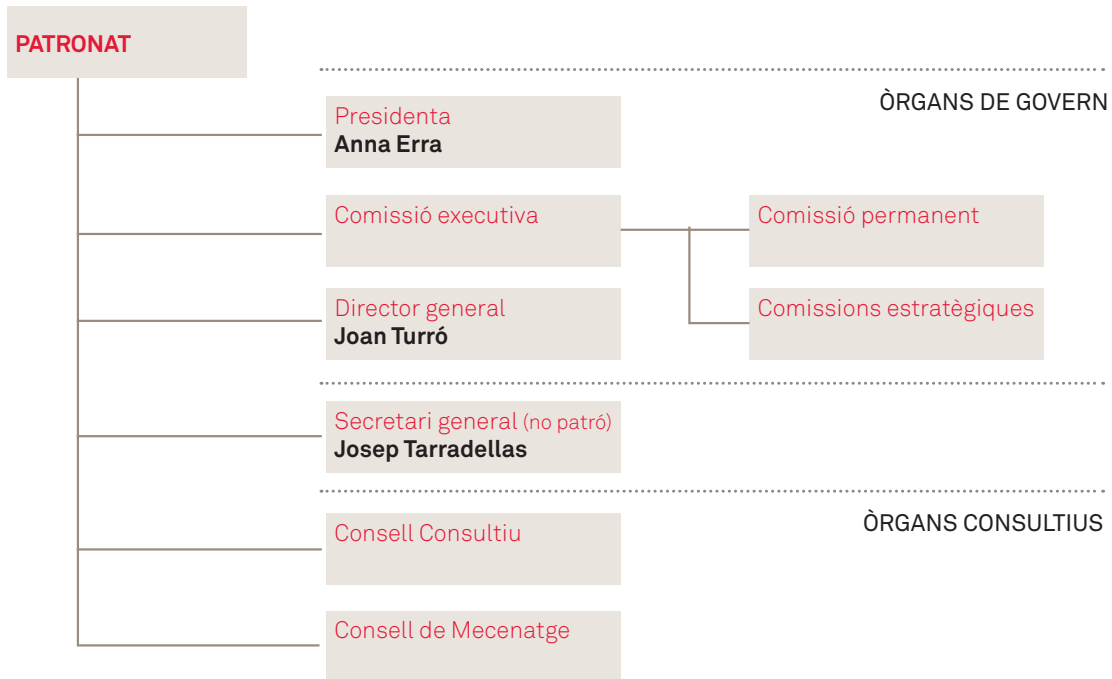 PATRONAT
ÒRGANS DE GOVERN
Presidenta
Anna Erra
Comissió executiva
Comissió permanent
Director general
Joan Turró
Comissions estratègiques
Secretari general (no patró)
Josep Tarradellas
ÒRGANS CONSULTIUS
Consell Consultiu
Consell de Mecenatge